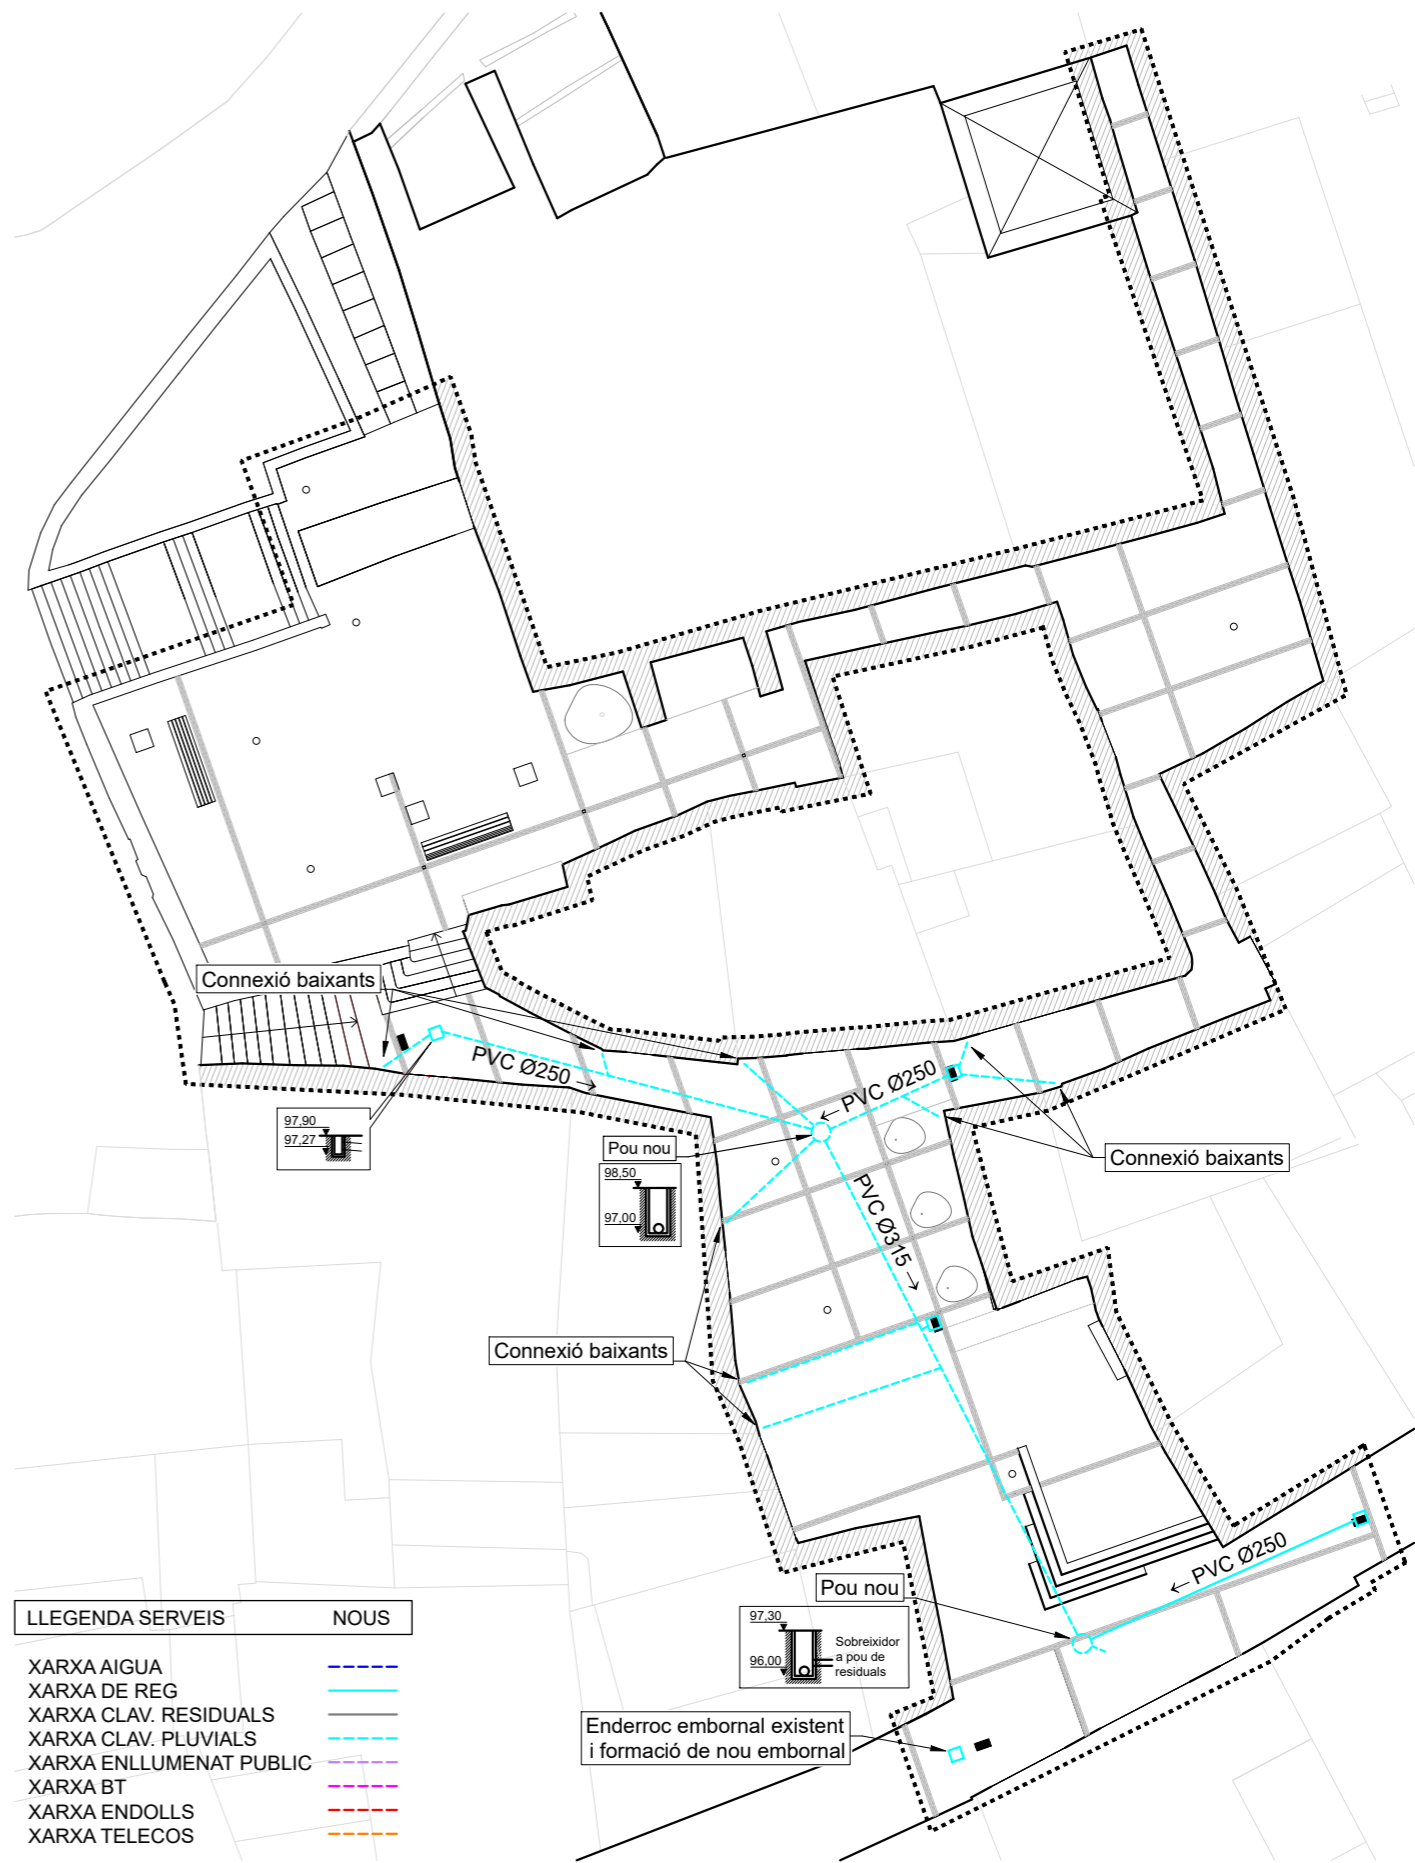 Connexió baixants
PVC Ø250 →
97,90
97,27
← PVC Ø250
Pou nou
98,50
97,00
Connexió baixants
PVC Ø315 →
Connexió baixants
← PVC Ø250
Pou nou
97,30
96,00
Sobreixidor
a pou de
residuals
Enderroc embornal existent
i formació de nou embornal
LLEGENDA SERVEIS NOUS
XARXA AIGUA
XARXA DE REG
XARXA CLAV. RESIDUALS
XARXA CLAV. PLUVIALS
XARXA ENLLUMENAT PUBLIC
XARXA BT
XARXA ENDOLLS
XARXA TELECOS